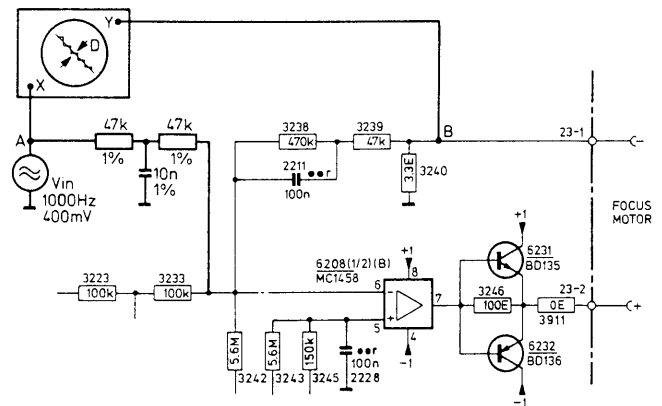 Y
D
X
A
47k
1%
47k
1%
10n
1%
Vin
1000Hz
400mV
3238
470k
3239
47k
B
23-1
2211
●●r
100n
3.3E
3240
FOCUS
MOTOR
3223
100k
3233
100k
6208(1/2)(B)
MC1458
+1
8
6
-
7
+
5
4
-1
+1
6231
BD135
3246
100E
23-2
0E
3911
+
-
6232
BD136
-1
5.6M
3242
5.6M
3243
150k
3245
●●r
100n
2228